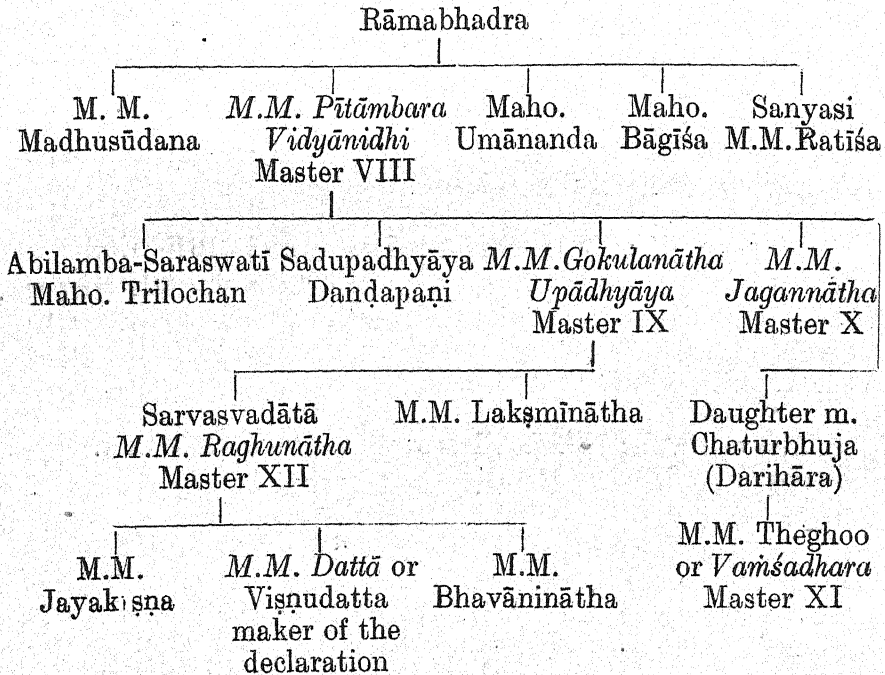 Rāmabhadra
M. M. M.M. Pītāmbara Maho. Maho. Sanyasi
Madhusūdana Vidyānidhi Umānanda Bāgīśa M.M.Ratīśa
Master VIII
Abilamba-Saraswatī Sadupadhyāya M.M.Gokulanātha M.M.
Maho. Trilochan Dandạpaṇi Upādhyāya Jagannātha
Master IX Master X
Sarvasvadātā M.M. Lakṣmīnātha Daughter m.
M.M. Raghunātha Chaturbhuja
Master XII (Darihāra)
M.M. Theghoo
M.M. M.M. Dattā or M.M. or Vaṁśadhara
Jayakṛiṣṇa Viṣṇudatta Bhavāninātha Master XI
maker of the
declaration